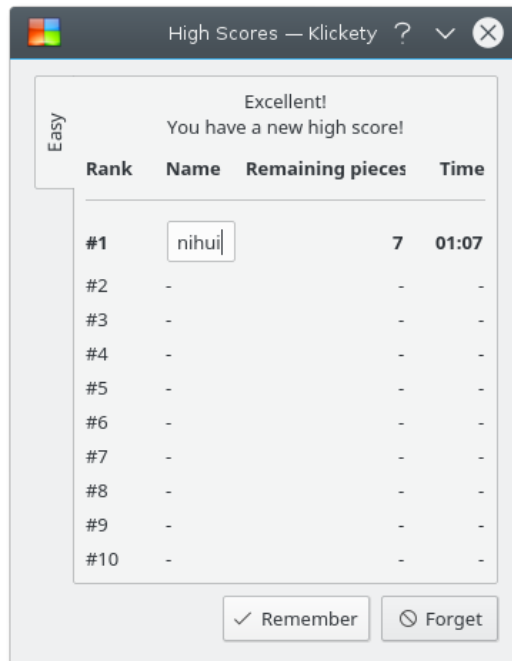 High Scores — Klickety
Easy
Excellent!
You have a new high score!
Rank Name Remaining pieces Time
#1 nihui 7 01:07
#2 - - -
#3 - - -
#4 - - -
#5 - - -
#6 - - -
#7 - - -
#8 - - -
#9 - - -
#10 - - -
Remember Forget